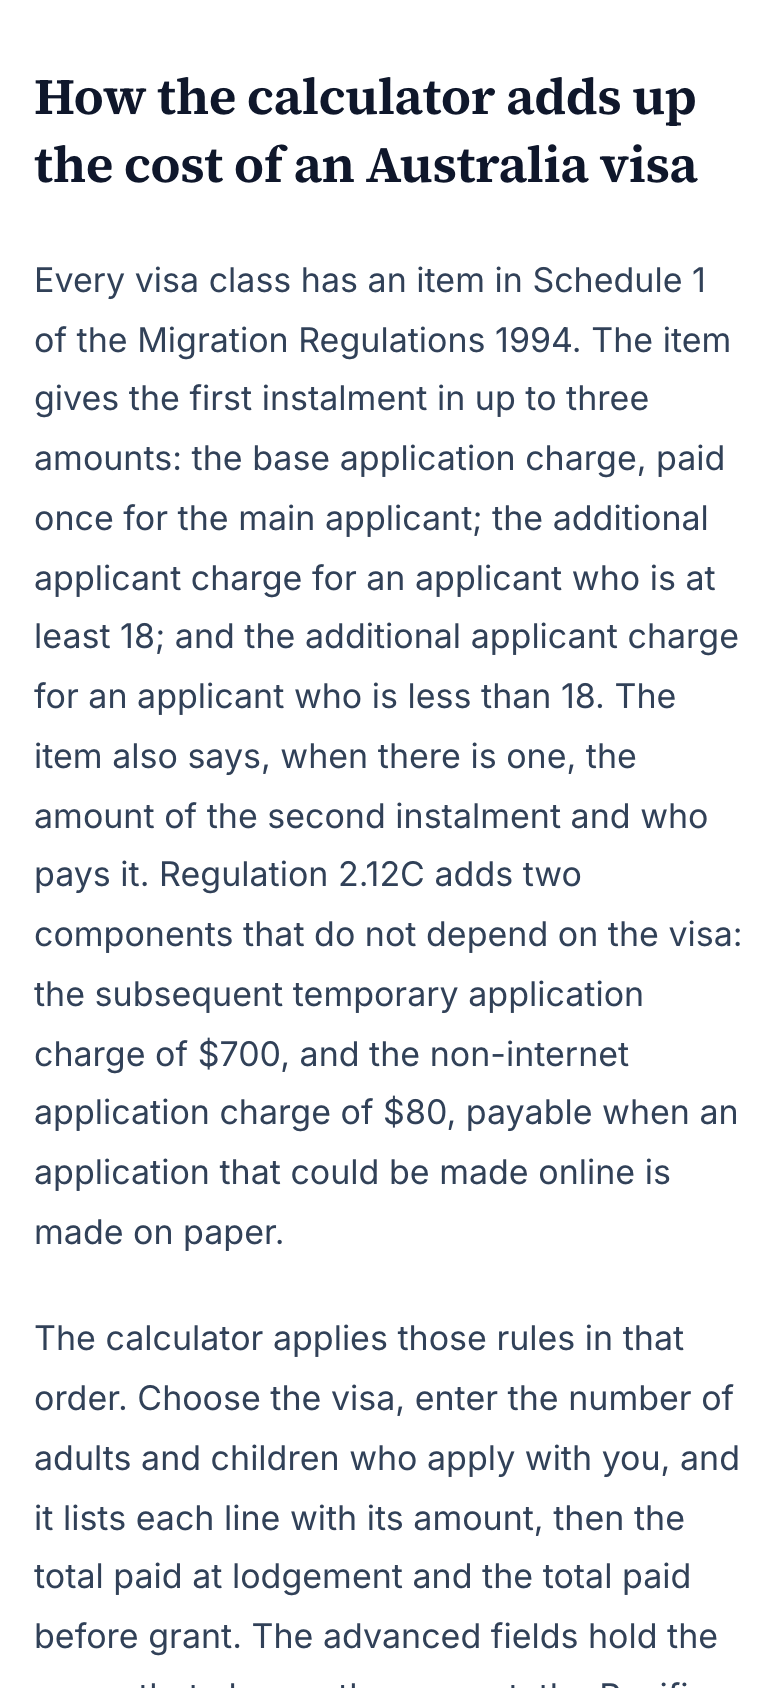 How the calculator adds up
the cost of an Australia visa
Every visa class has an item in Schedule 1
of the Migration Regulations 1994. The item
gives the first instalment in up to three
amounts: the base application charge, paid
once for the main applicant; the additional
applicant charge for an applicant who is at
least 18; and the additional applicant charge
for an applicant who is less than 18. The
item also says, when there is one, the
amount of the second instalment and who
pays it. Regulation 2.12C adds two
components that do not depend on the visa:
the subsequent temporary application
charge of $700, and the non-internet
application charge of $80, payable when an
application that could be made online is
made on paper.
The calculator applies those rules in that
order. Choose the visa, enter the number of
adults and children who apply with you, and
it lists each line with its amount, then the
total paid at lodgement and the total paid
before grant. The advanced fields hold the